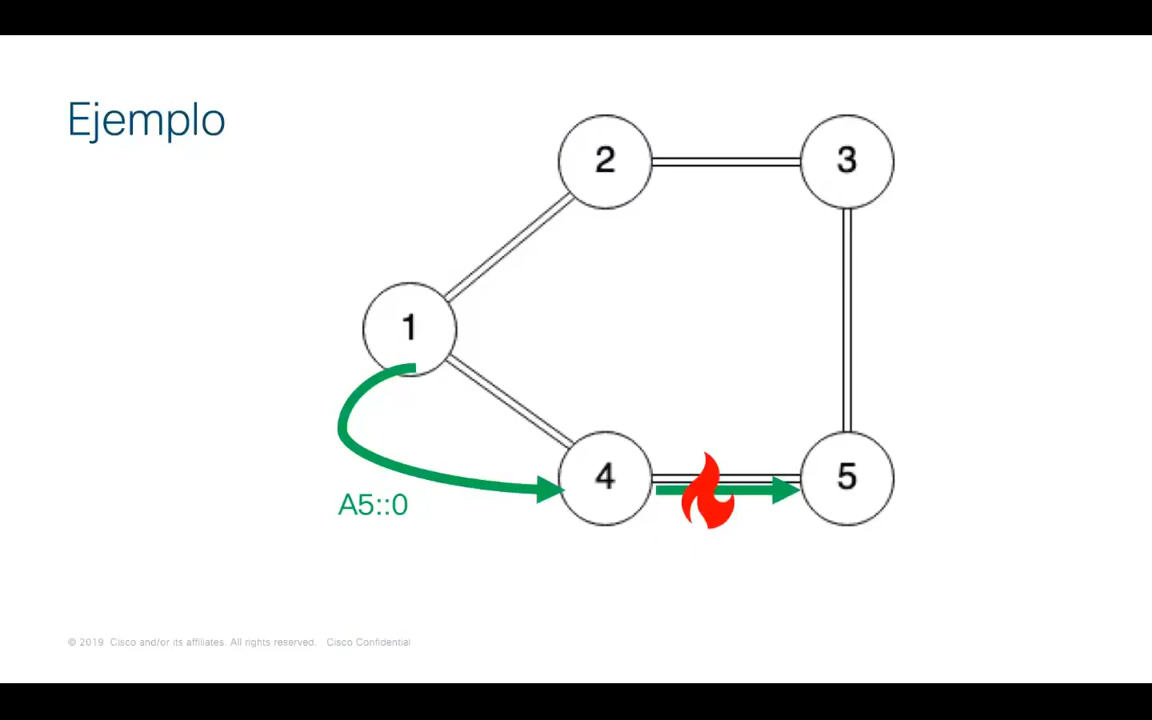 Ejemplo
2
3
1
4
5
A5::0
© 2019 Cisco and/or its affiliates. All rights reserved. Cisco Confidential